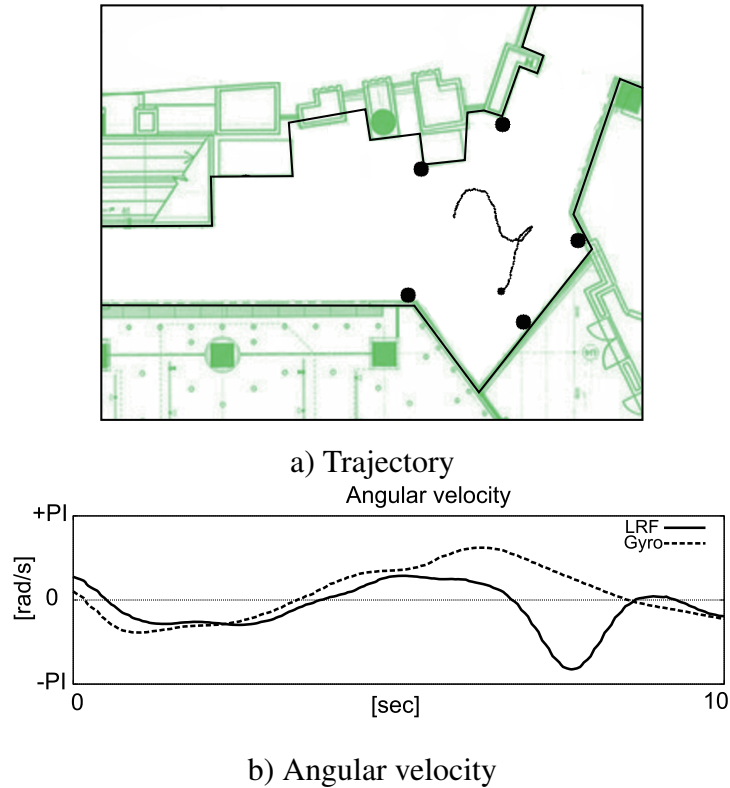 a) Trajectory
Angular velocity
+PI
LRF
Gyro
[rad/s]
0
-PI
0
[sec]
10
b) Angular velocity